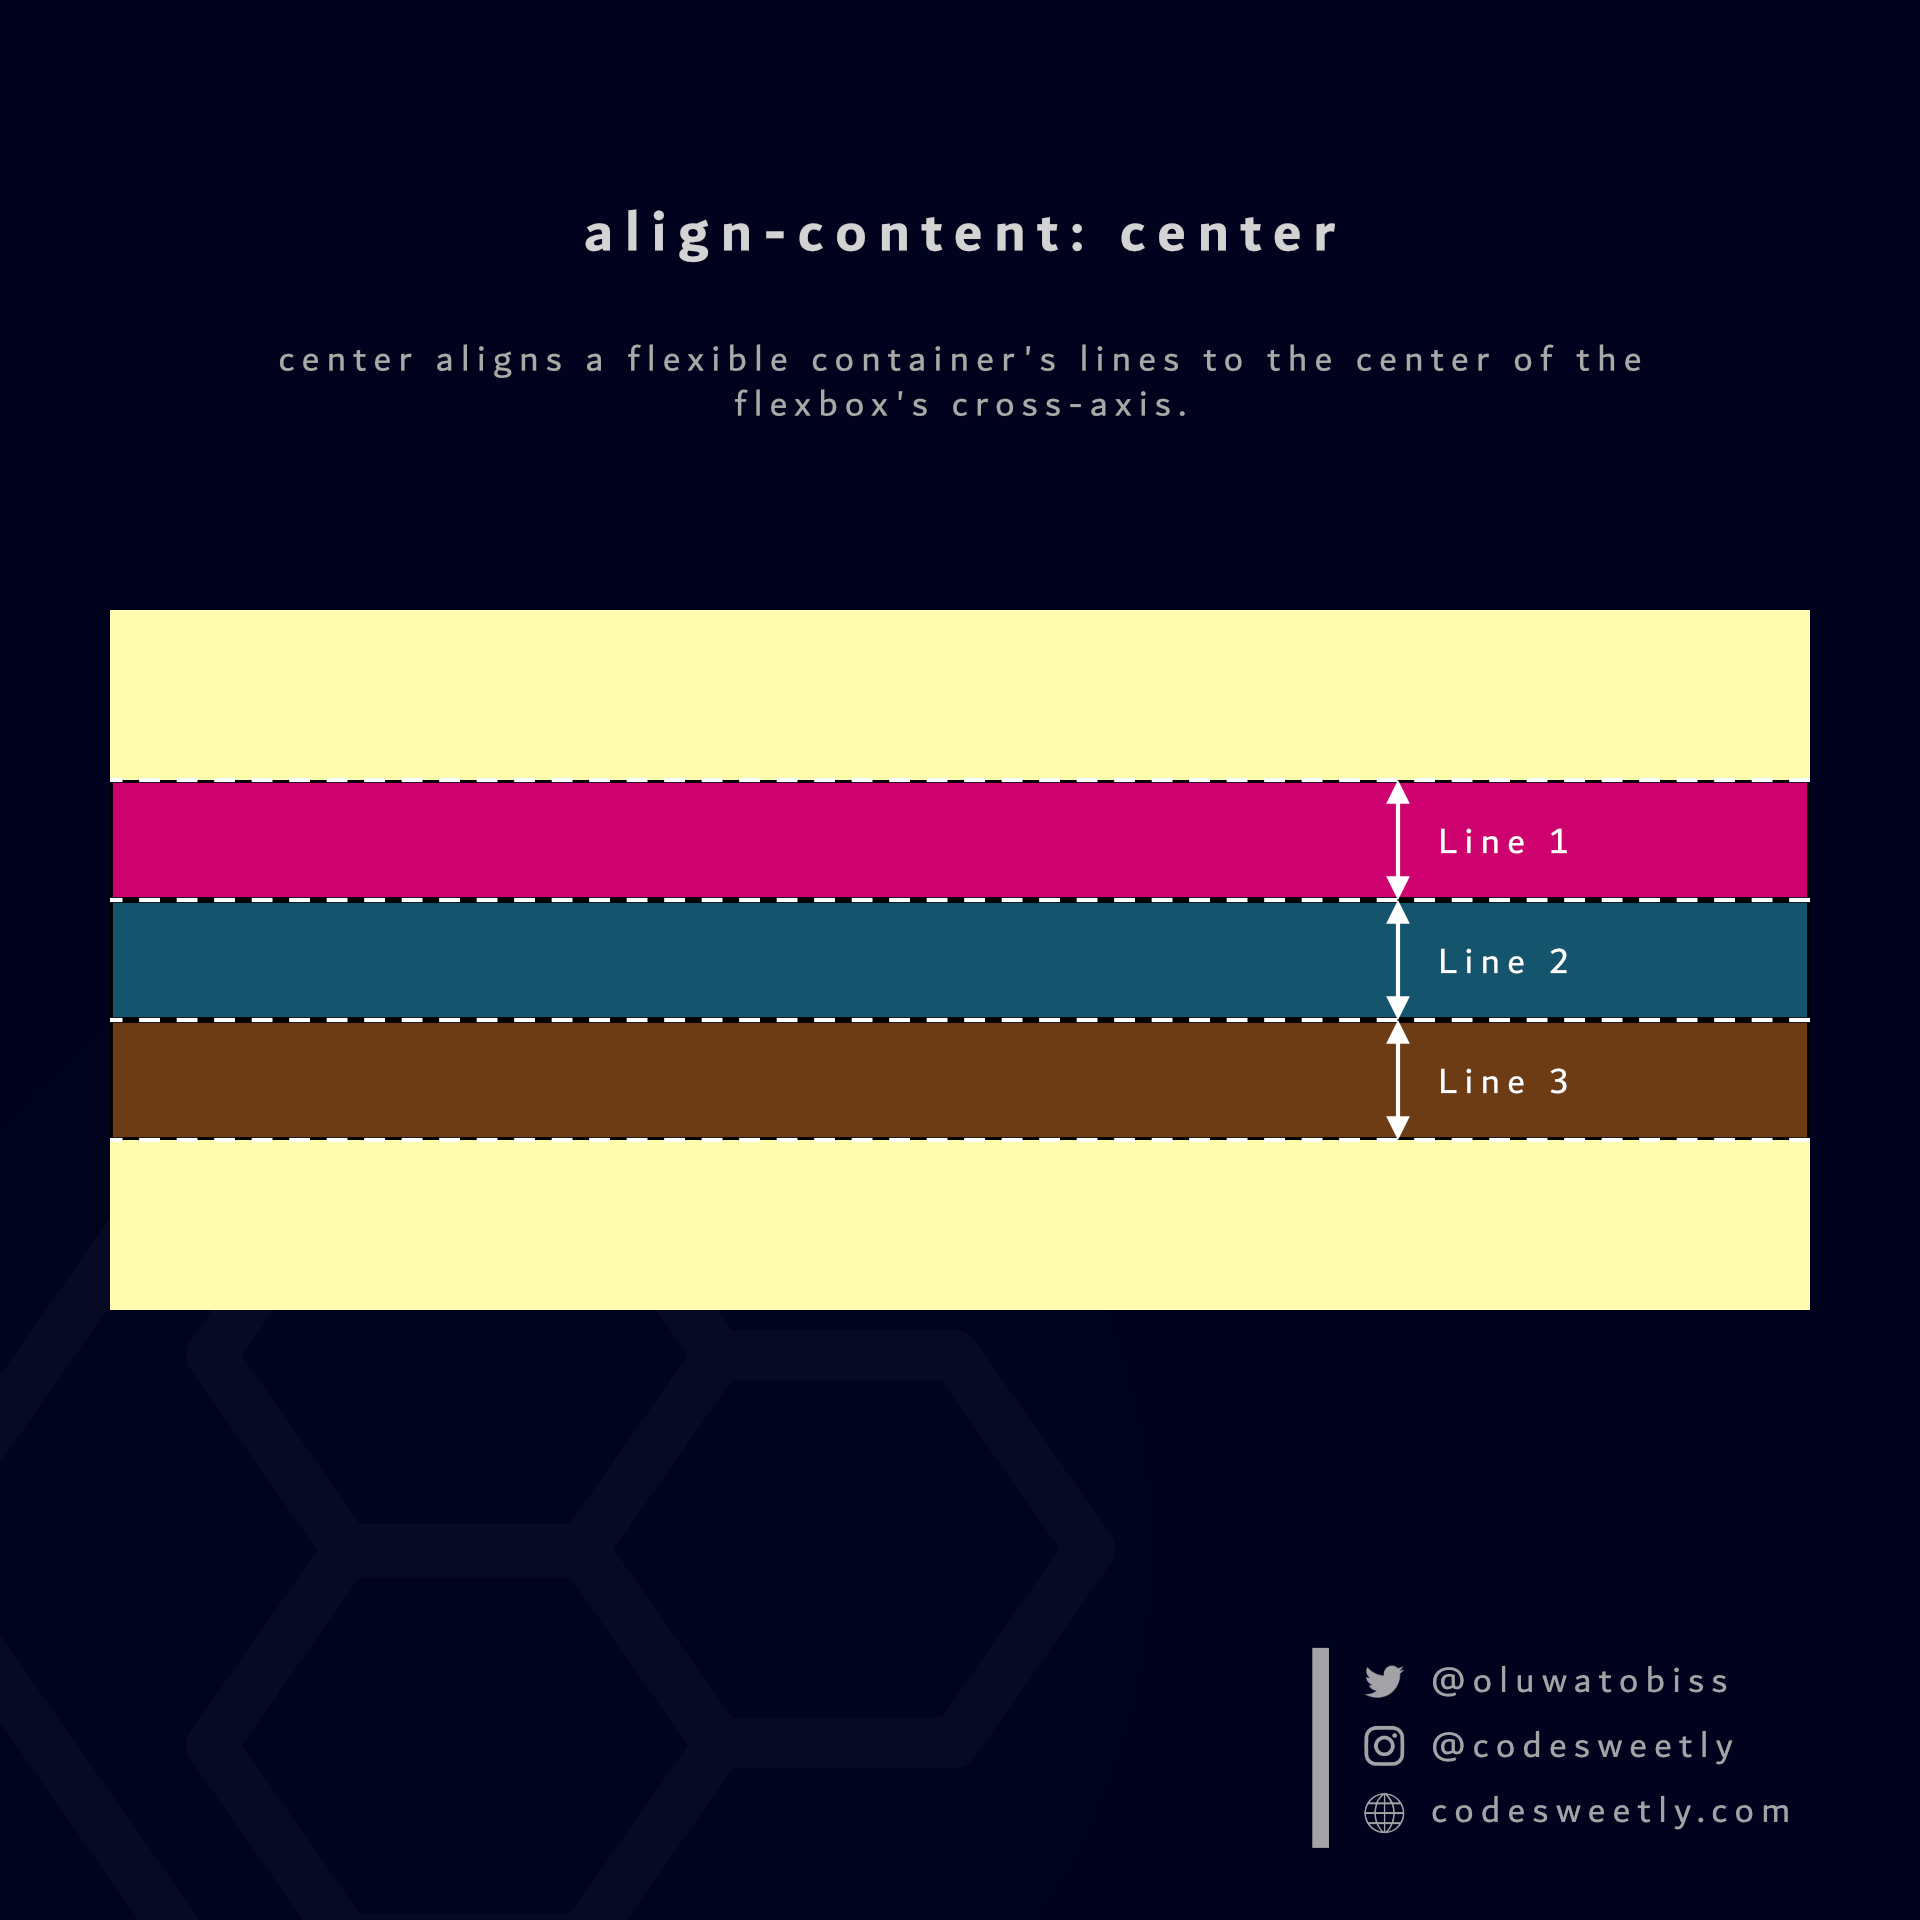 align-content: center
center aligns a flexible container's lines to the center of the
flexbox's cross-axis.
Line 1
Line 2
Line 3
@oluwatobiss
@codesweetly
codesweetly.com